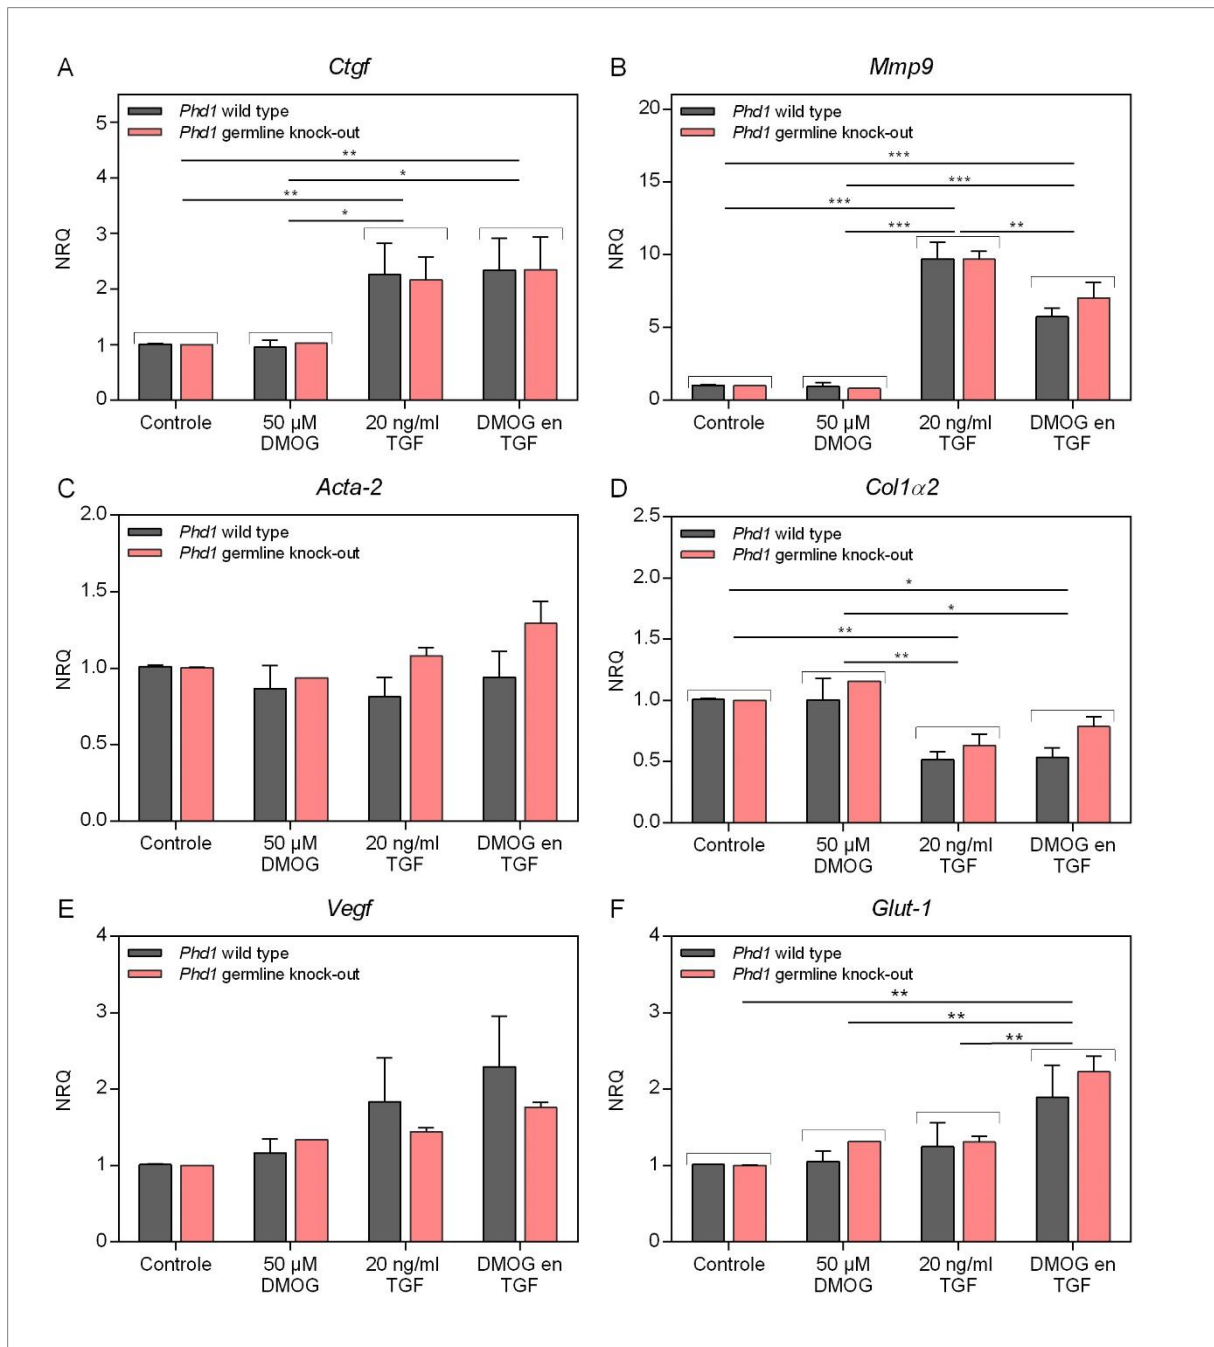 A
Ctgf
Phd1 wild type
Phd1 germline knock-out
NRQ
5
4
3
2
1
0
**
*
**
*
Controle
50 µM DMOG
20 ng/ml TGF
DMOG en TGF
B
Mmp9
Phd1 wild type
Phd1 germline knock-out
NRQ
20
15
10
5
0
***
***
***
***
**
Controle
50 µM DMOG
20 ng/ml TGF
DMOG en TGF
C
Acta-2
Phd1 wild type
Phd1 germline knock-out
NRQ
2.0
1.5
1.0
0.5
0.0
Controle
50 µM DMOG
20 ng/ml TGF
DMOG en TGF
D
Col1α2
Phd1 wild type
Phd1 germline knock-out
NRQ
2.5
2.0
1.5
1.0
0.5
0.0
*
*
**
**
Controle
50 µM DMOG
20 ng/ml TGF
DMOG en TGF
E
Vegf
Phd1 wild type
Phd1 germline knock-out
NRQ
4
3
2
1
0
Controle
50 µM DMOG
20 ng/ml TGF
DMOG en TGF
F
Glut-1
Phd1 wild type
Phd1 germline knock-out
NRQ
4
3
2
1
0
**
**
**
Controle
50 µM DMOG
20 ng/ml TGF
DMOG en TGF